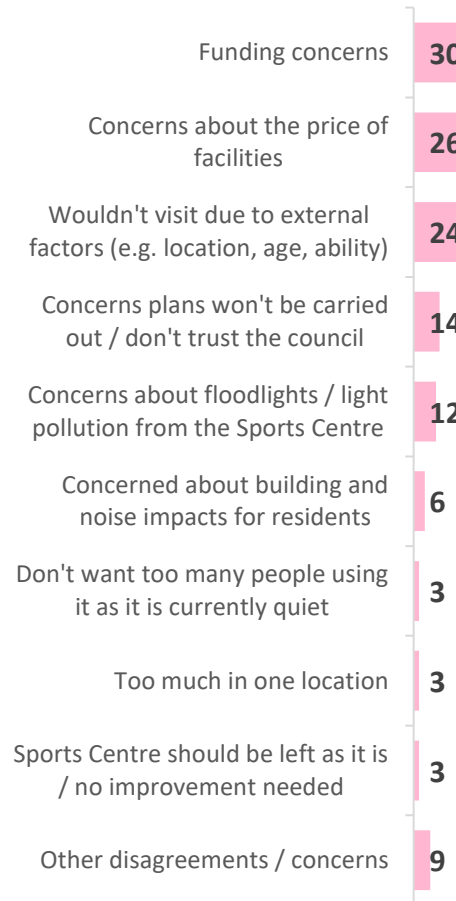 Funding concerns 30
Concerns about the price of
facilities 26
Wouldn't visit due to external
factors (e.g. location, age, ability) 24
Concerns plans won't be carried
out / don't trust the council 14
Concerns about floodlights / light
pollution from the Sports Centre 12
Concerned about building and
noise impacts for residents 6
Don't want too many people using
it as it is currently quiet 3
Too much in one location 3
Sports Centre should be left as it is
/ no improvement needed 3
Other disagreements / concerns 9